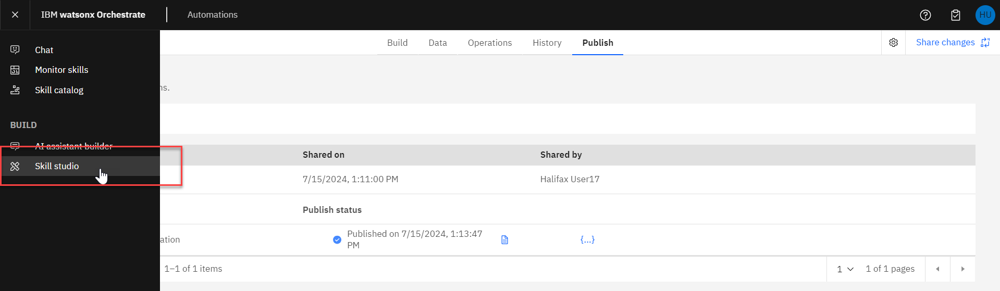 IBM watsonx Orchestrate
Automations
HU
Chat
Monitor skills
Skill catalog
BUILD
AI assistant builder
Skill studio
Build Data Operations History Publish
Share changes
ns.
Shared on Shared by
7/15/2024, 1:11:00 PM Halifax User17
Publish status
ation
Published on 7/15/2024, 1:13:47
PM
{...}
1–1 of 1 items
1
1 of 1 pages